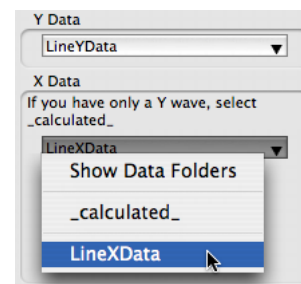 Y Data
LineYData
X Data
If you have only a Y wave, select
_calculated_
LineXData
Show Data Folders
_calculated_
LineXData